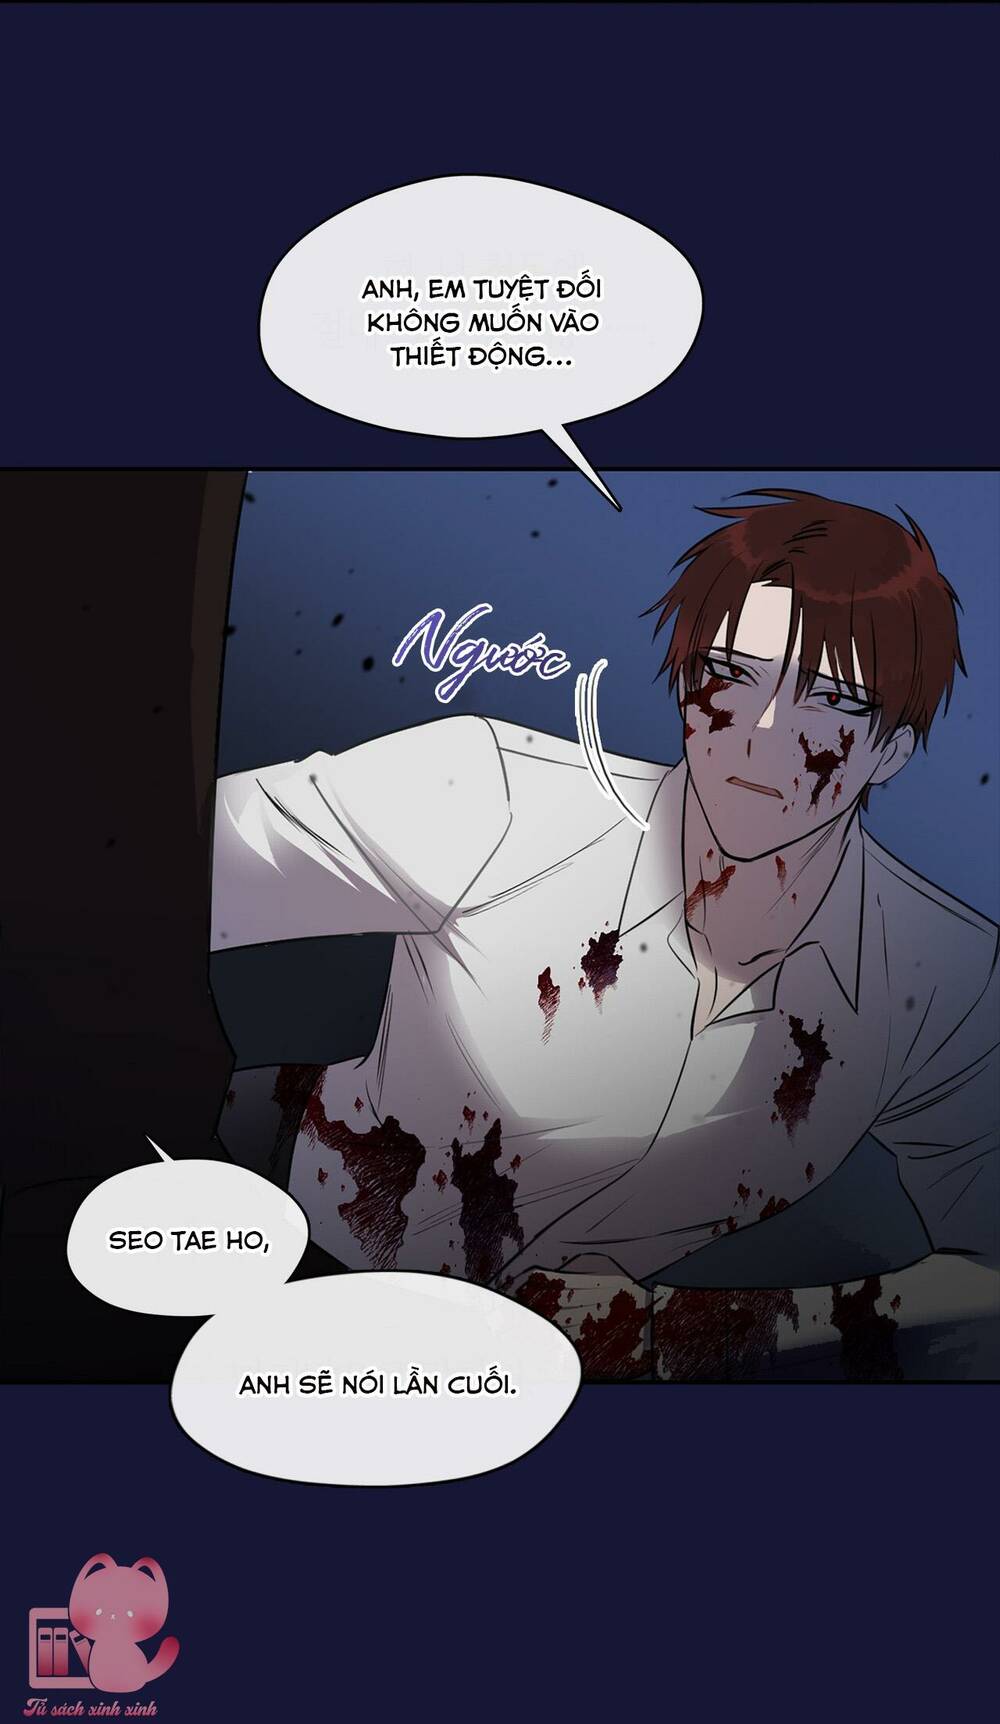 ANH, EM TUYỆT ĐỐI
KHÔNG MUỐN VÀO
THIẾT ĐỘNG...
Ngước
SEO TAE HO,
ANH SẼ NÓI LẦN CUỐI.
Tủ sách xinh xinh